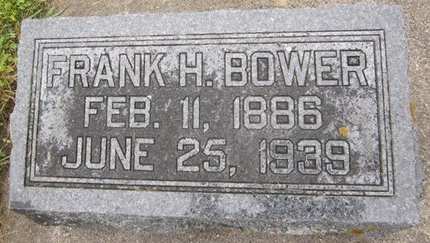 FRANK H. BOWER
FEB. 11, 1886
JUNE 25, 1939